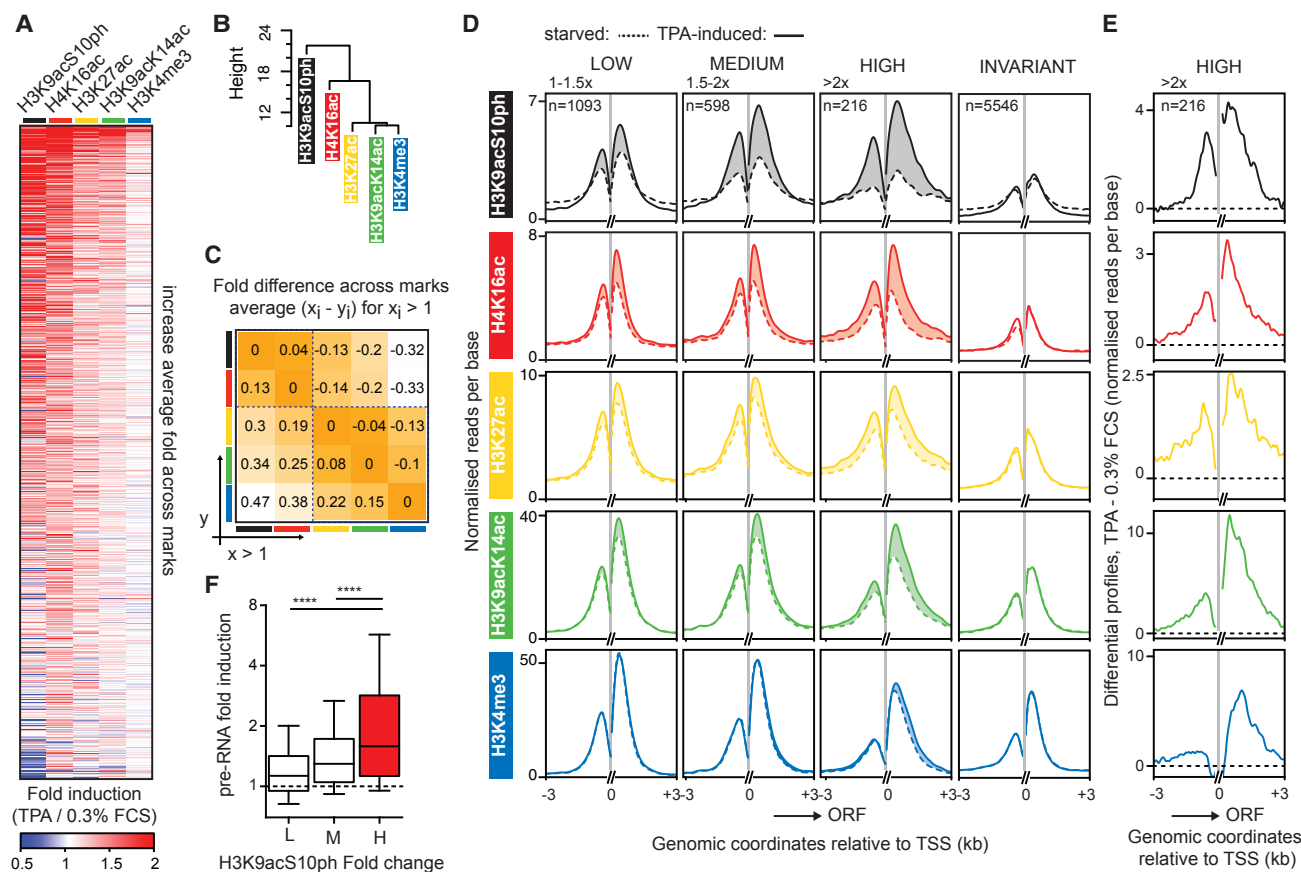 A
H3K9acS10ph
H4K16ac
H3K27ac
H3K9acK14ac
H3K4me3
increase average fold across marks
Fold induction
(TPA / 0.3% FCS)
0.5 1 1.5 2
B
Height
24
18
12
H3K9acS10ph
H4K16ac
H3K27ac
H3K9acK14ac
H3K4me3
C
Fold difference across marks
average (xi - yi) for xi > 1
0 0.04 -0.13 -0.2 -0.32
0.13 0 -0.14 -0.2 -0.33
0.3 0.19 0 -0.04 -0.13
0.34 0.25 0.08 0 -0.1
0.47 0.38 0.22 0.15 0
y
x > 1
F
pre-RNA fold induction
8
4
2
1
****
****
L M H
H3K9acS10ph Fold change
D
starved: TPA-induced:
LOW MEDIUM HIGH INVARIANT
1-1.5x 1.5-2x >2x
n=1093 n=598 n=216 n=5546
Normalised reads per base
H3K9acS10ph
7
0
H4K16ac
8
0
H3K27ac
10
0
H3K9acK14ac
40
0
H3K4me3
50
0
-3 0 +3-3 0 +3-3 0 +3-3 0 +3
ORF
Genomic coordinates relative to TSS (kb)
E
HIGH
>2x
n=216
Differential profiles, TPA - 0.3% FCS (normalised reads per base)
4
0
4
0
2.5
0
10
0
10
0
-3 0 +3
ORF
Genomic coordinates
relative to TSS (kb)